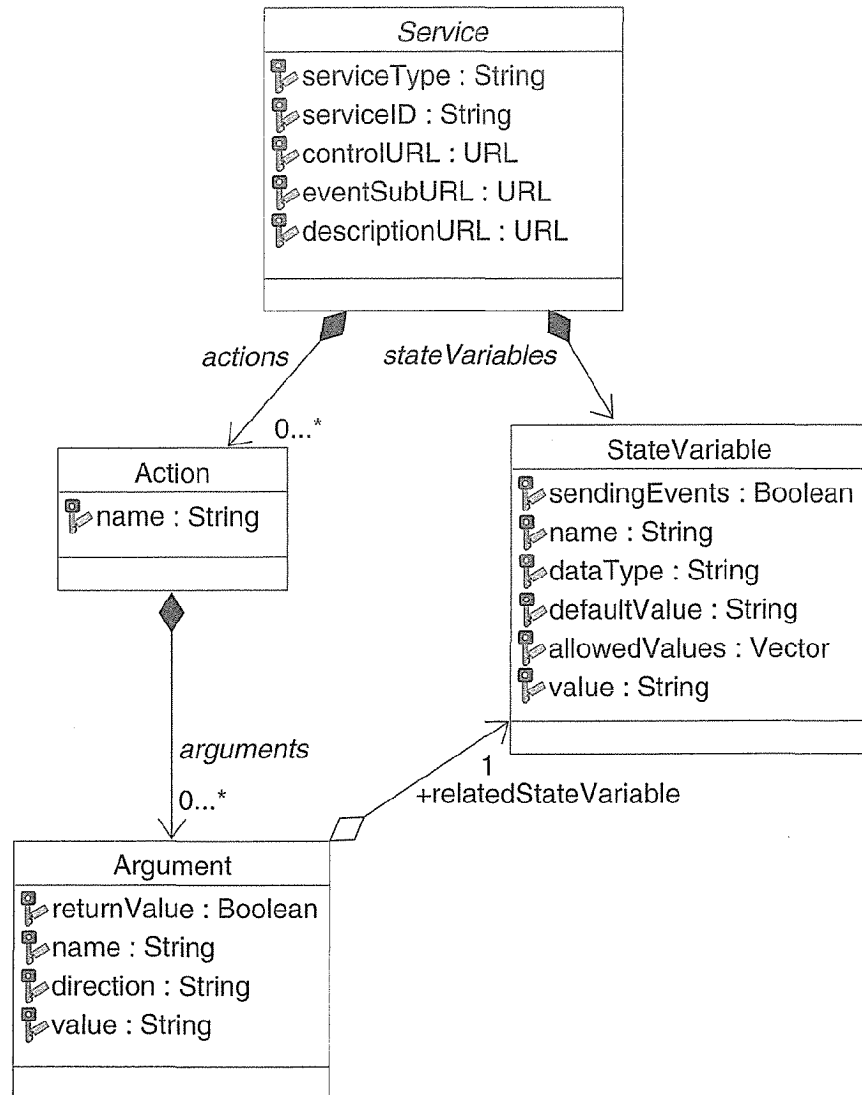 Service
serviceType : String
serviceID : String
controlURL : URL
eventSubURL : URL
descriptionURL : URL
actions
stateVariables
0...*
Action
name : String
StateVariable
sendingEvents : Boolean
name : String
dataType : String
defaultValue : String
allowedValues : Vector
value : String
arguments
0...*
1
+relatedStateVariable
Argument
returnValue : Boolean
name : String
direction : String
value : String